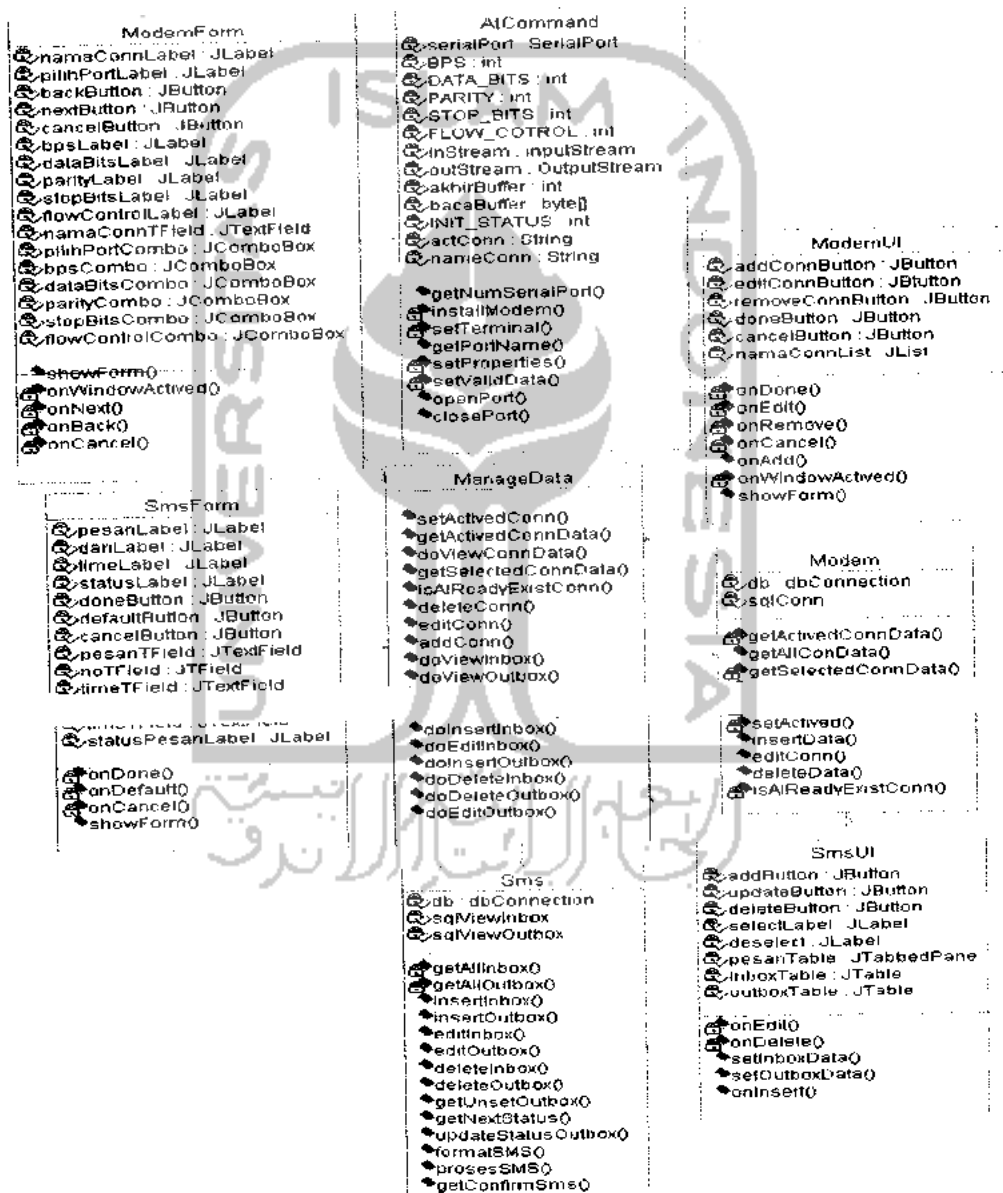 ModemForm
namaConnLabel : JLabel
pilihPortLabel : JLabel
backButton : JButton
nextButton : JButton
cancelButton : JButton
bpsLabel : JLabel
dataBitsLabel : JLabel
parityLabel : JLabel
stopBitsLabel : JLabel
flowControlLabel : JLabel
namaConnTField : JTextField
pilihPortCombo : JComboBox
bpsCombo : JComboBox
dataBitsCombo : JComboBox
parityCombo : JComboBox
stopBitsCombo : JComboBox
flowControlCombo : JComboBox
showForm()
onWindowActived()
onNext()
onBack()
onCancel()
AtCommand
serialPort : SerialPort
BPS : int
DATA_BITS : int
PARITY : int
STOP_BITS : int
FLOW_COTROL : int
inStream : InputStream
outStream : OutputStream
akhirBuffer : int
bacaBuffer : byte[]
INIT_STATUS : int
actConn : String
nameConn : String
getNumSerialPort()
installModem()
setTerminal()
getPortName()
setProperties()
setValidData()
openPort()
closePort()
ModemUI
addConnButton : JButton
editConnButton : JBtutton
removeConnButton : JButton
doneButton : JButton
cancelButton : JButton
namaConnList : JList
onDone()
onEdit()
onRemove()
onCancel()
onAdd()
onWindowActived()
showForm()
SmsForm
pesanLabel : JLabel
dariLabel : JLabel
timeLabel : JLabel
statusLabel : JLabel
doneButton : JButton
defaultButton : JButton
cancelButton : JButton
pesanTField : JTextField
noTField : JTField
timeTField : JTextField
statusPesanLabel : JLabel
onDone()
onDefault()
onCancel()
showForm()
ManageData
setActivedConn()
getActivedConnData()
doViewConnData()
getSelectedConnData()
isAlReadyExistConn()
deleteConn()
editConn()
addConn()
doViewInbox()
doViewOutbox()
doInsertInbox()
doEditInbox()
doInsertOutbox()
doDeleteInbox()
doDeleteOutbox()
doEditOutbox()
Modem
db : dbConnection
sqlConn
getActivedConnData()
getAllConData()
getSelectedConnData()
setActived()
insertData()
editConn()
deleteData()
isAlReadyExistConn()
Sms
db : dbConnection
sqlViewInbox
sqlViewOutbox
getAllInbox()
getAllOutbox()
insertInbox()
insertOutbox()
editInbox()
editOutbox()
deleteInbox()
deleteOutbox()
getUnsetOutbox()
getNextStatus()
updateStatusOutbox()
formatSMS()
prosesSMS()
getConfirmSms()
SmsUI
addButton : JButton
updateButton : JButton
deleteButton : JButton
selectLabel : JLabel
deselect : JLabel
pesanTable : JTabbedPane
inboxTable : JTable
outboxTable : JTable
onEdit()
onDelete()
setInboxData()
setOutboxData()
onInsert()
UNIVERSITAS
ISLAM
INDONESIA